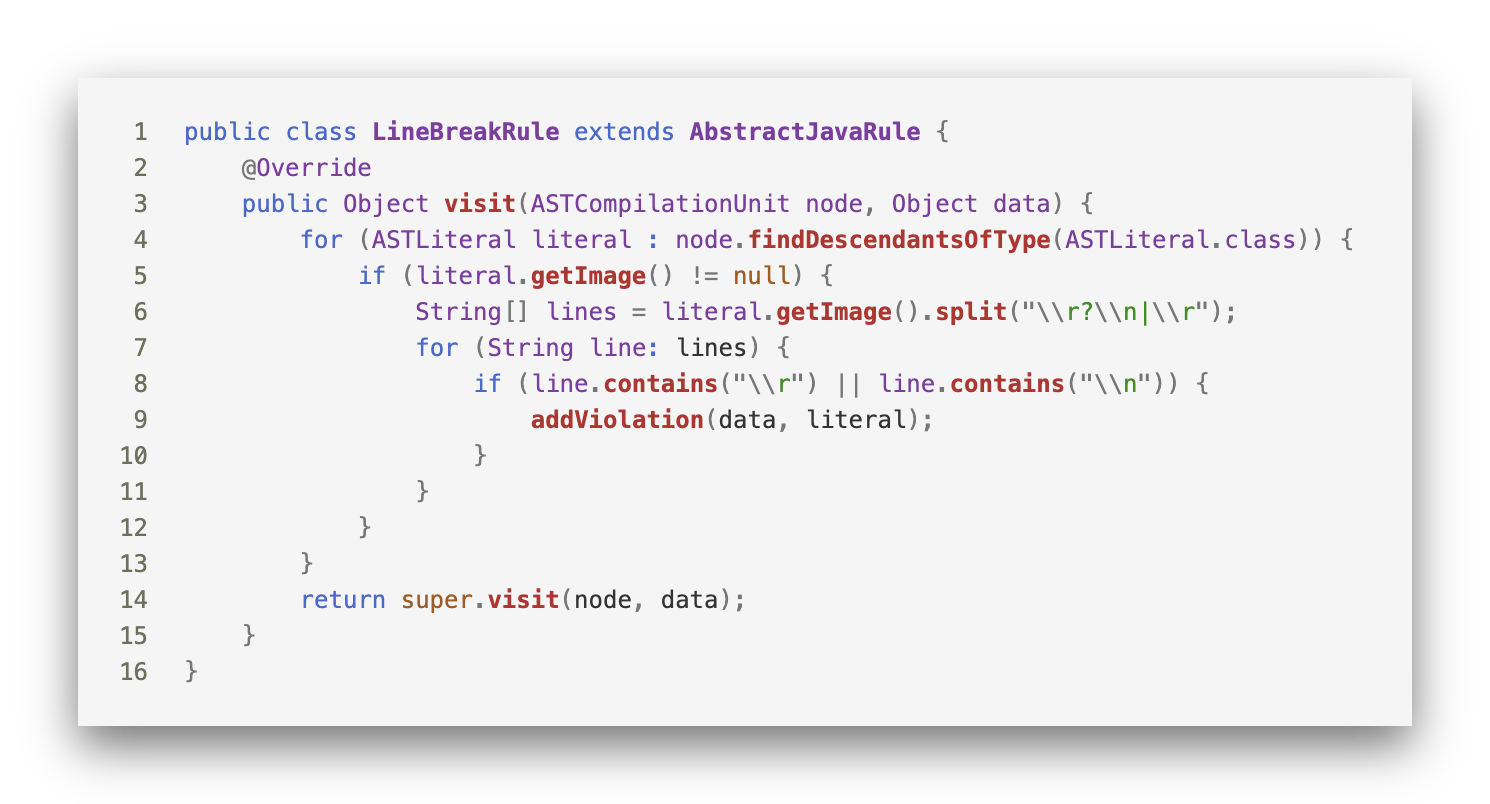 1 public class LineBreakRule extends AbstractJavaRule {
2     @Override
3     public Object visit(ASTCompilationUnit node, Object data) {
4         for (ASTLiteral literal : node.findDescendantsOfType(ASTLiteral.class)) {
5             if (literal.getImage() != null) {
6                 String[] lines = literal.getImage().split("\\r?\\n|\\r");
7                 for (String line: lines) {
8                     if (line.contains("\\r") || line.contains("\\n")) {
9                         addViolation(data, literal);
10                     }
11                 }
12             }
13         }
14         return super.visit(node, data);
15     }
16 }